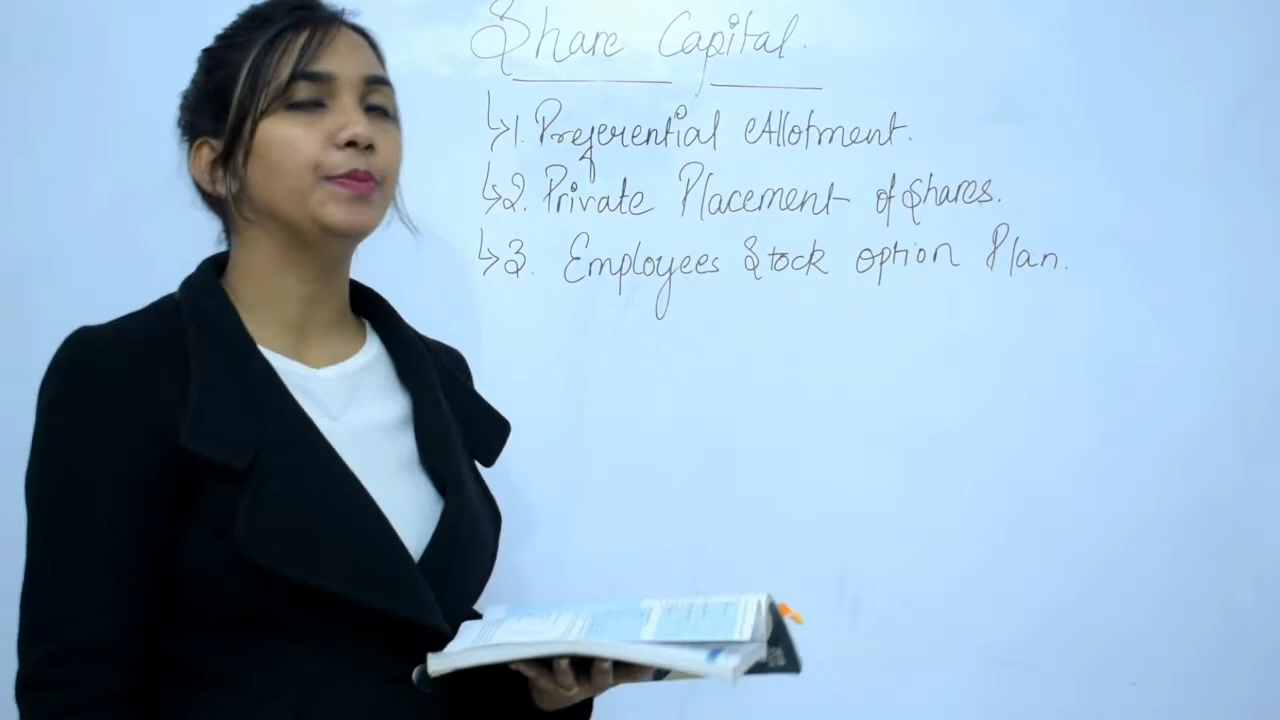 Share Capital.
↳1. Preferential Allotment.
↳2. Private Placement of Shares.
↳3. Employees Stock option Plan.